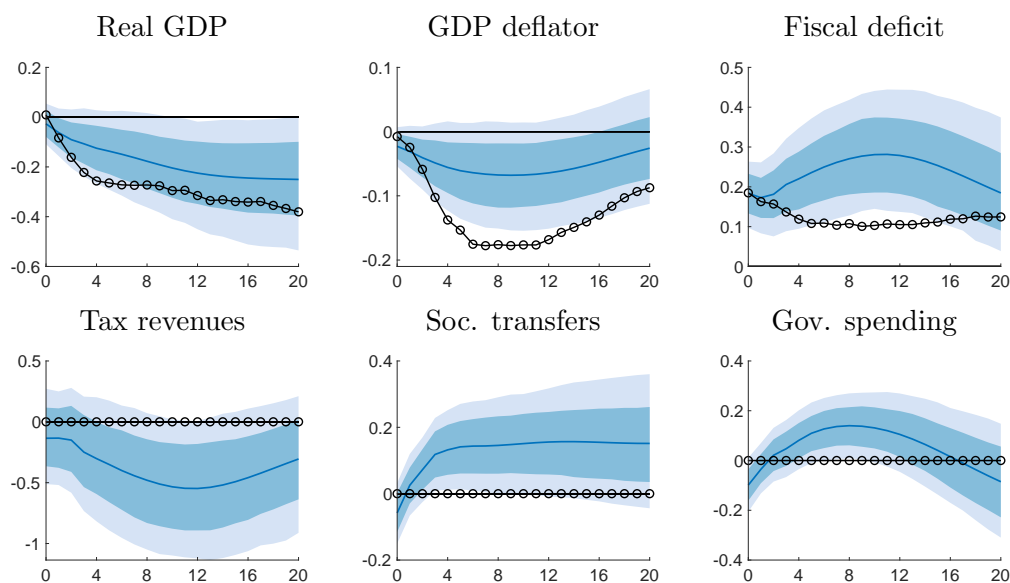 Real GDP
GDP deflator
Fiscal deficit
0.2
0
-0.2
-0.4
-0.6
0 4 8 12 16 20
0.1
0
-0.1
-0.2
0 4 8 12 16 20
0.5
0.4
0.3
0.2
0.1
0
0 4 8 12 16 20
Tax revenues
Soc. transfers
Gov. spending
0.5
0
-0.5
-1
0 4 8 12 16 20
0.4
0.2
0
-0.2
0 4 8 12 16 20
0.4
0.2
0
-0.2
-0.4
0 4 8 12 16 20